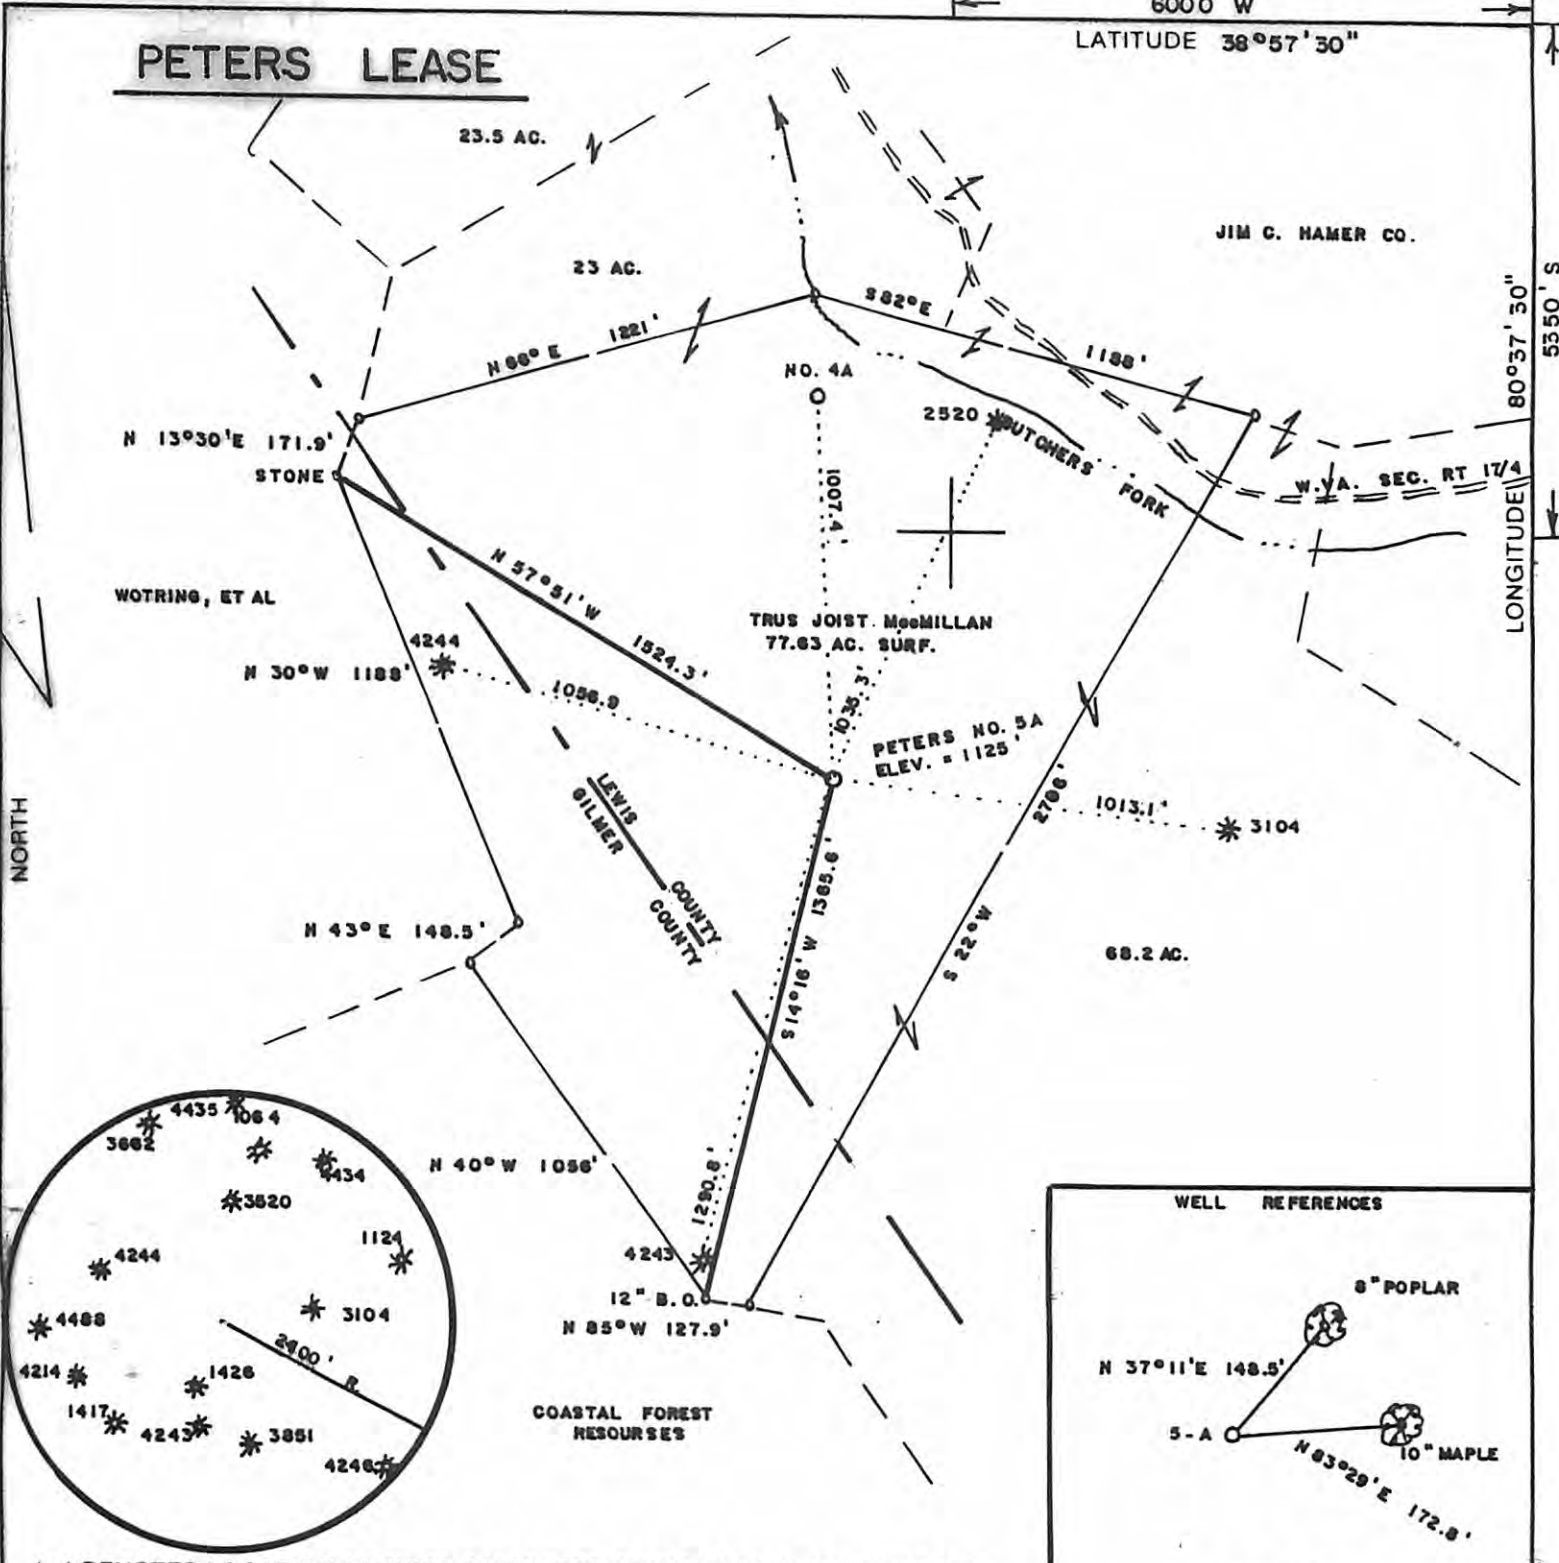 6000 W
LATITUDE 38°57'30"
PETERS LEASE
23.5 AC.
JIM C. HAMER CO.
23 AC.
S82°E
1188'
N 66° E 1221'
80°37'30"
5350' S
LONGITUDE
NO. 4A
2520
BUTCHERS FORK
W.VA. SEC. RT 17/4
N 13°30'E 171.9'
STONE
1007.4'
N 57°51'W 1524.3'
WOTRING, ET AL
TRUS JOIST. MacMILLAN
77.63 AC. SURF.
4244
N 30°W 1188'
1056.9
1035.3'
PETERS NO. 5A
ELEV. = 1125'
2706'
1013.1'
3104
NORTH
LEWIS COUNTY
GILMER COUNTY
S14°16'W 1365.6'
N 43°E 148.5'
S 22°W
68.2 AC.
N 40°W 1056'
1290.8'
4243
12" B.O.
N 85°W 127.9'
COASTAL FOREST
RESOURSES
4435
1064
3662
4434
3520
1124
4244
4488
3104
2400' R.
4214
1426
1417
4243
3851
4246
WELL REFERENCES
8" POPLAR
N 37°11'E 148.5'
5-A
10" MAPLE
N 83°29'E 172.8'